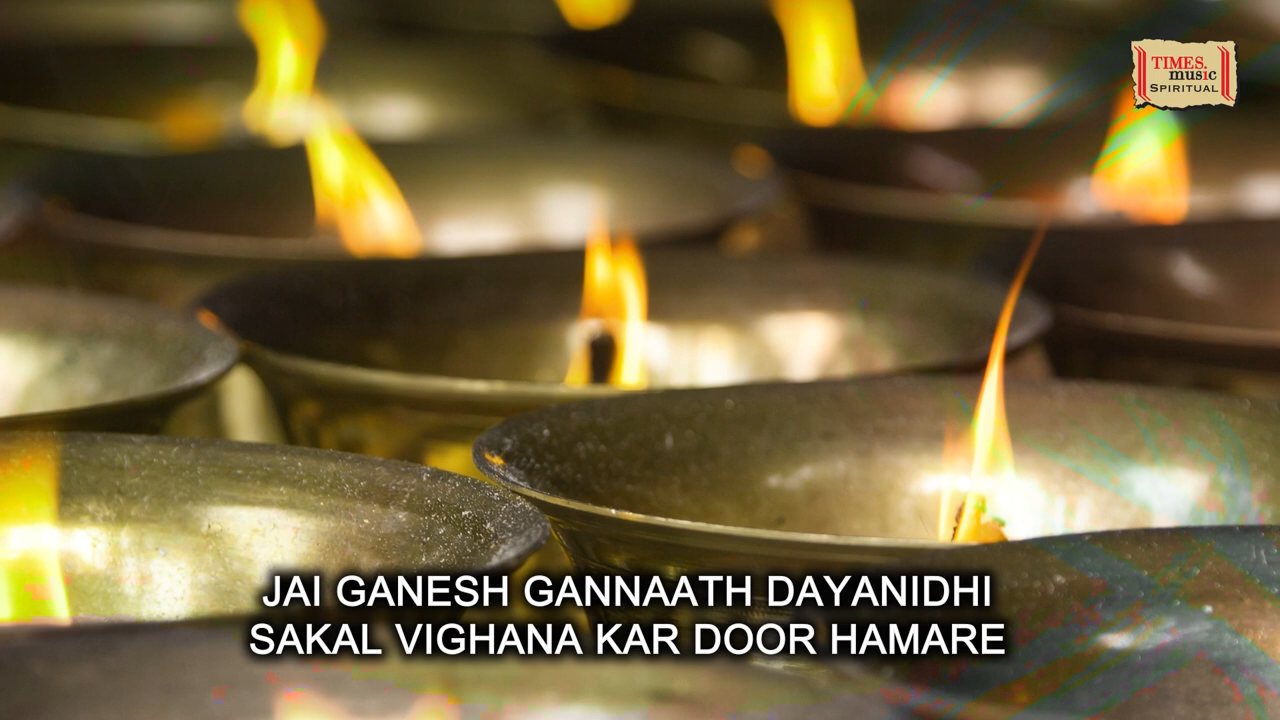 TIMES.
music
SPIRITUAL
JAI GANESH GANNAATH DAYANIDHI
SAKAL VIGHANA KAR DOOR HAMARE